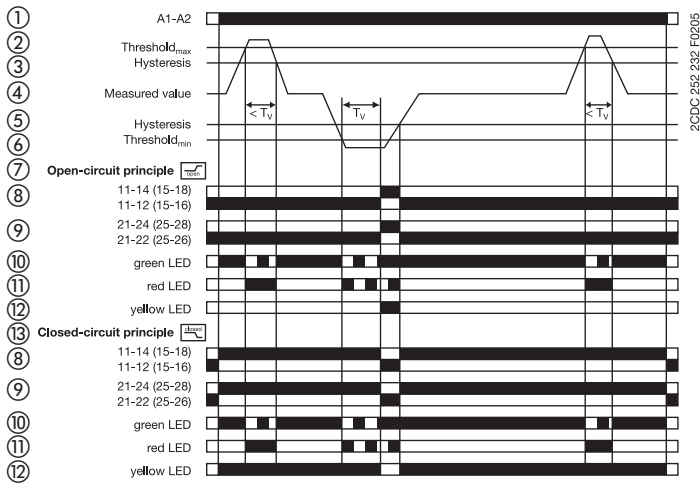 ① A1-A2
② Threshold max
③ Hysteresis
④ Measured value
< Tv
Tv
< Tv
⑤ Hysteresis
⑥ Threshold min
⑦ Open-circuit principle open
⑧ 11-14 (15-18)
11-12 (15-16)
⑨ 21-24 (25-28)
21-22 (25-26)
⑩ green LED
⑪ red LED
⑫ yellow LED
⑬ Closed-circuit principle closed
⑧ 11-14 (15-18)
11-12 (15-16)
⑨ 21-24 (25-28)
21-22 (25-26)
⑩ green LED
⑪ red LED
⑫ yellow LED
2CDC 252 232 F0205